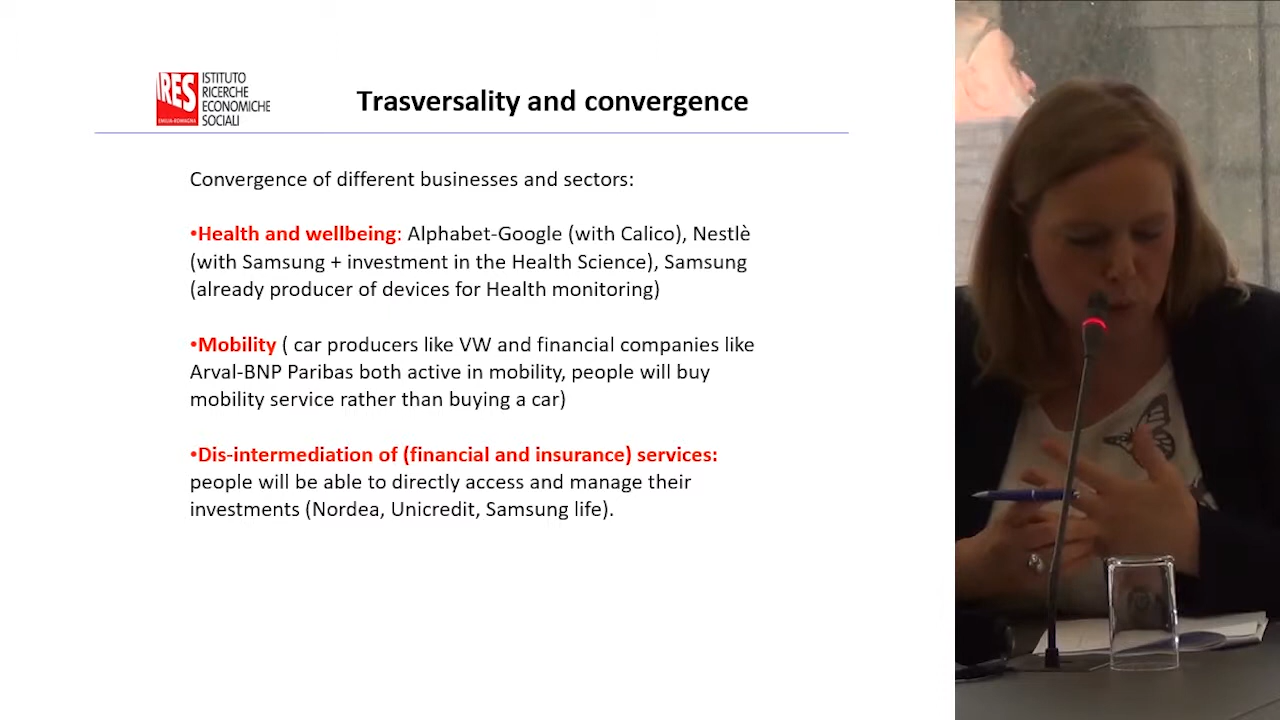 IRES
EMILIA-ROMAGNA
ISTITUTO
RICERCHE
ECONOMICHE
SOCIALI
Trasversality and convergence
Convergence of different businesses and sectors:
•Health and wellbeing: Alphabet-Google (with Calico), Nestlè
(with Samsung + investment in the Health Science), Samsung
(already producer of devices for Health monitoring)
•Mobility ( car producers like VW and financial companies like
Arval-BNP Paribas both active in mobility, people will buy
mobility service rather than buying a car)
•Dis-intermediation of (financial and insurance) services:
people will be able to directly access and manage their
investments (Nordea, Unicredit, Samsung life).